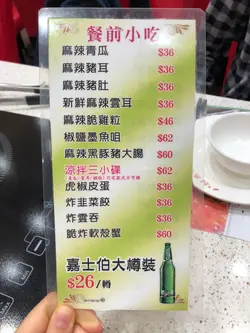 餐前小吃
麻辣青瓜 $36
麻辣豬耳 $36
麻辣豬肚 $36
新鮮麻辣雲耳 $36
麻辣脆雞粒 $46
椒鹽墨魚咀 $62
麻辣黑豚豬大腸 $60
涼拌三小碟 $62
虎椒皮蛋 $36
炸韮菜餃 $36
炸雲吞 $36
脆炸軟殼蟹 $60
嘉士伯大樽裝
$26/樽